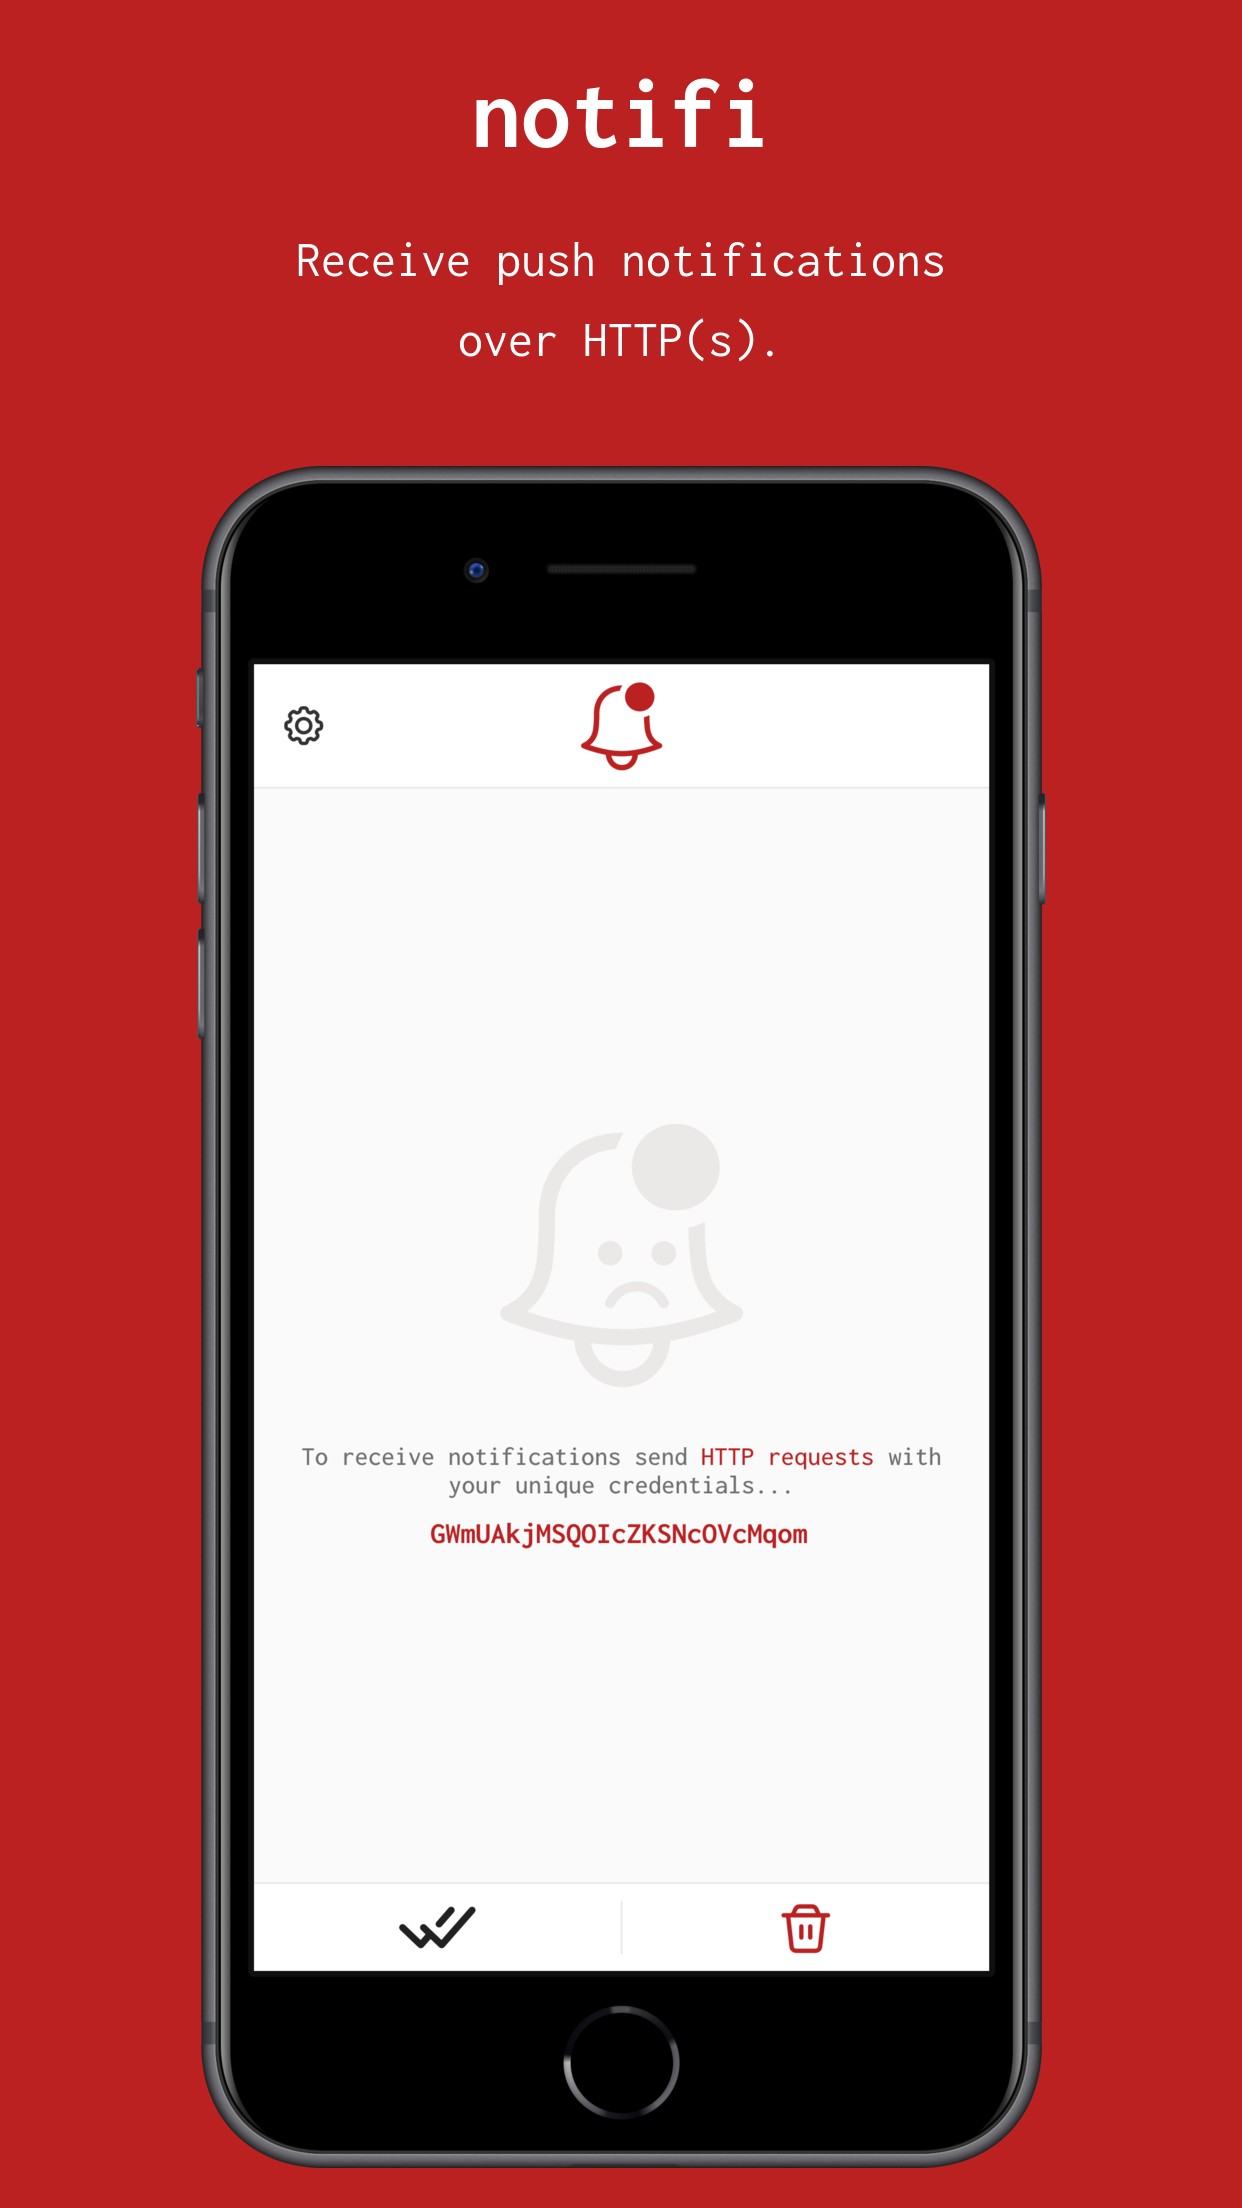 notifi
Receive push notifications
over HTTP(s).
To receive notifications send HTTP requests with
your unique credentials...
GWmUAkjMSQOIcZKSNcOVcMqom